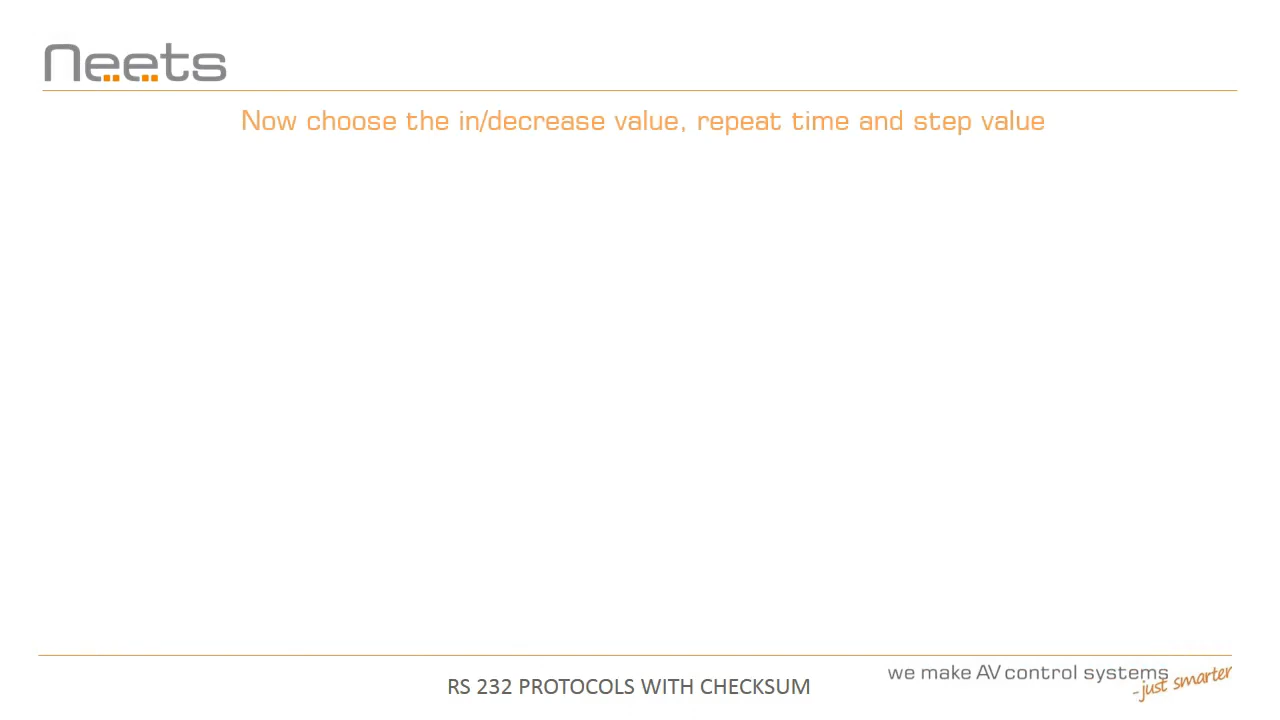 Neets
Now choose the in/decrease value, repeat time and step value
we make AV control systems
-just smarter
RS 232 PROTOCOLS WITH CHECKSUM